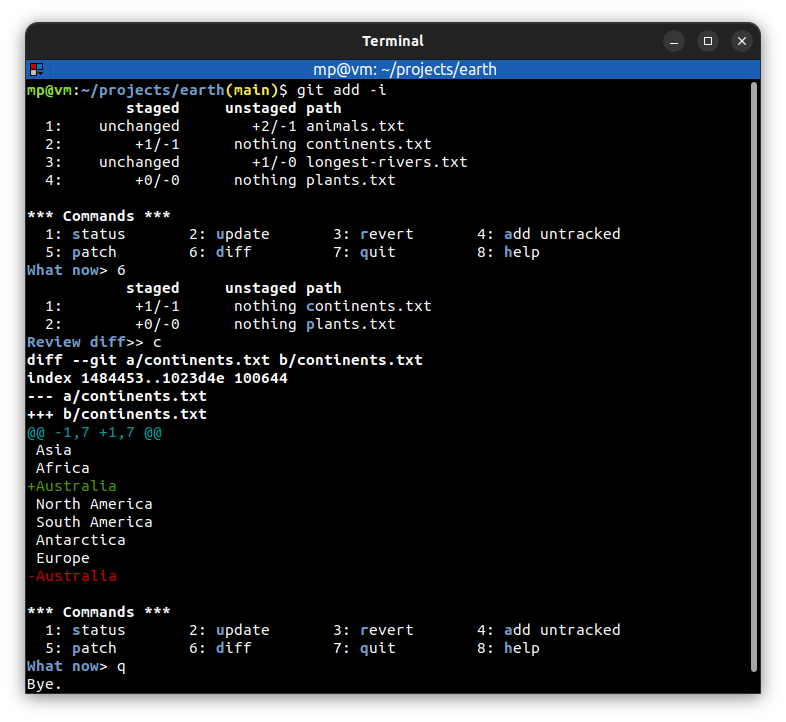 Terminal
mp@vm: ~/projects/earth
mp@vm:~/projects/earth(main)$ git add -i
           staged     unstaged path
  1:    unchanged        +2/-1 animals.txt
  2:        +1/-1      nothing continents.txt
  3:    unchanged        +1/-0 longest-rivers.txt
  4:        +0/-0      nothing plants.txt

*** Commands ***
  1: status       2: update       3: revert       4: add untracked
  5: patch        6: diff         7: quit         8: help
What now> 6
           staged     unstaged path
  1:        +1/-1      nothing continents.txt
  2:        +0/-0      nothing plants.txt
Review diff>> c
diff --git a/continents.txt b/continents.txt
index 1484453..1023d4e 100644
--- a/continents.txt
+++ b/continents.txt
@@ -1,7 +1,7 @@
 Asia
 Africa
+Australia
 North America
 South America
 Antarctica
 Europe
-Australia

*** Commands ***
  1: status       2: update       3: revert       4: add untracked
  5: patch        6: diff         7: quit         8: help
What now> q
Bye.